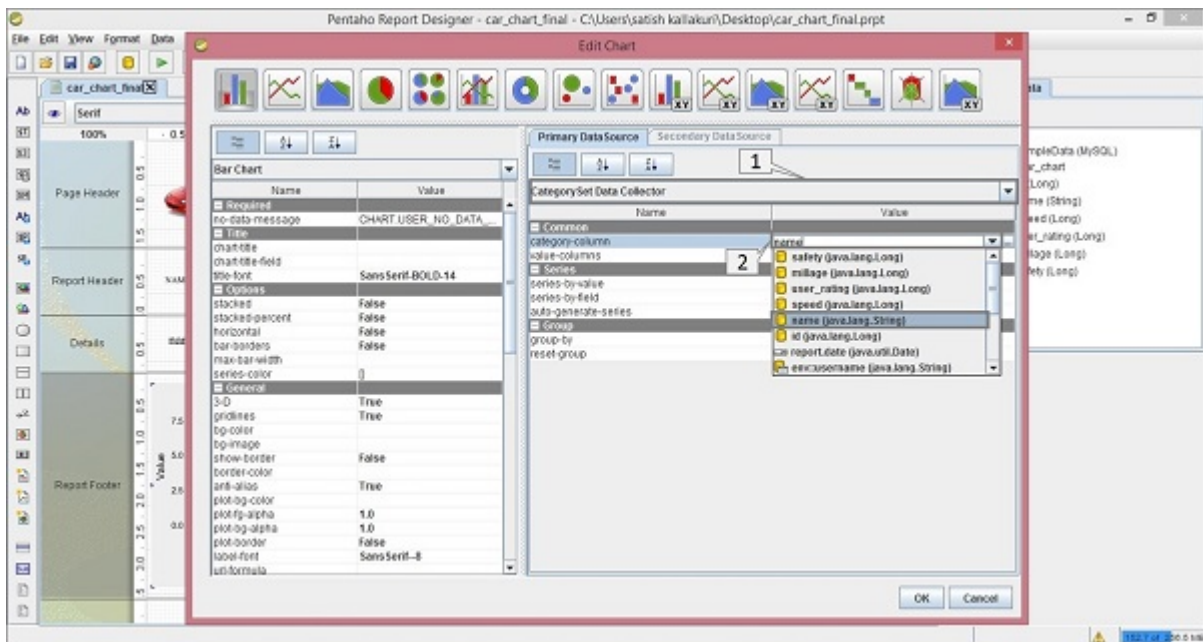 Pentaho Report Designer - car_chart_final - C:\Users\satish kallakuri\Desktop\car_chart_final.prpt
File Edit View Format Data
Edit Chart
car_chart_final
Serif
100%
Page Header
Report Header
Details
Report Footer
Value
7.5
5.0
2.5
0.0
Bar Chart
Name Value
Required
no-data-message CHART.USER_NO_DATA_...
Title
chart-title
chart-title-field
title-font SansSerif-BOLD-14
Options
stacked False
stacked-percent False
horizontal False
bar-borders False
max-bar-width
series-color []
General
3-D True
gridlines True
bg-color
bg-image
show-border False
border-color
anti-alias True
plot-bg-color
plot-fg-alpha 1.0
plot-bg-alpha 1.0
plot-border False
label-font SansSerif--8
url-formula
Primary DataSource Secondary DataSource
1
CategorySet Data Collector
Name Value
Common
category-column name
value-columns
2
Series
series-by-value
series-by-field
auto-generate-series
Group
group-by
reset-group
safety (java.lang.Long)
millage (java.lang.Long)
user_rating (java.lang.Long)
speed (java.lang.Long)
name (java.lang.String)
id (java.lang.Long)
report.date (java.util.Date)
env::username (java.lang.String)
OK Cancel
mpleData (MySQL)
r_chart
(Long)
me (String)
eed (Long)
er_rating (Long)
llage (Long)
fety (Long)